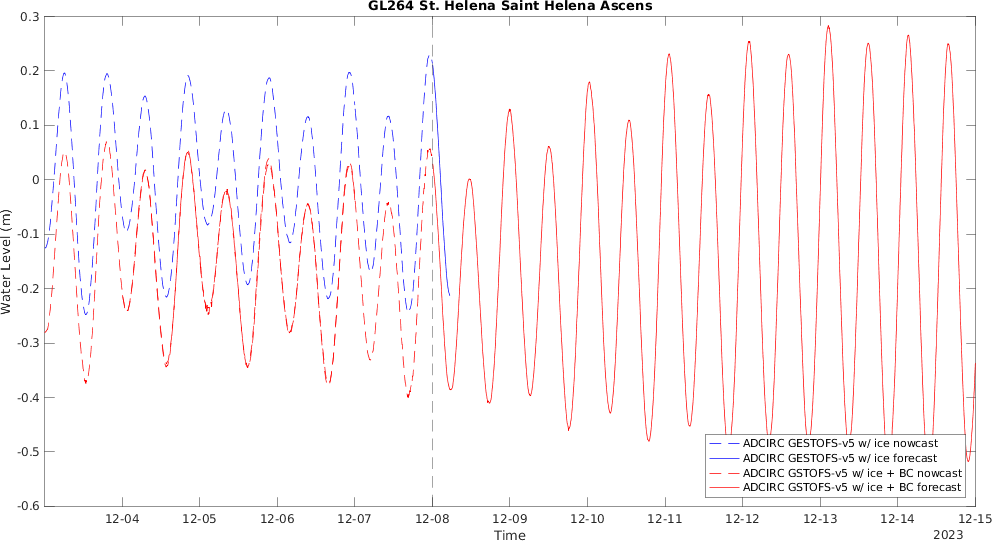 GL264 St. Helena Saint Helena Ascens
Water Level (m)
0.3
0.2
0.1
0
-0.1
-0.2
-0.3
-0.4
-0.5
-0.6
ADCIRC GESTOFS-v5 w/ ice nowcast
ADCIRC GESTOFS-v5 w/ ice forecast
ADCIRC GSTOFS-v5 w/ ice + BC nowcast
ADCIRC GSTOFS-v5 w/ ice + BC forecast
12-04 12-05 12-06 12-07 12-08 12-09 12-10 12-11 12-12 12-13 12-14 12-15
Time
2023